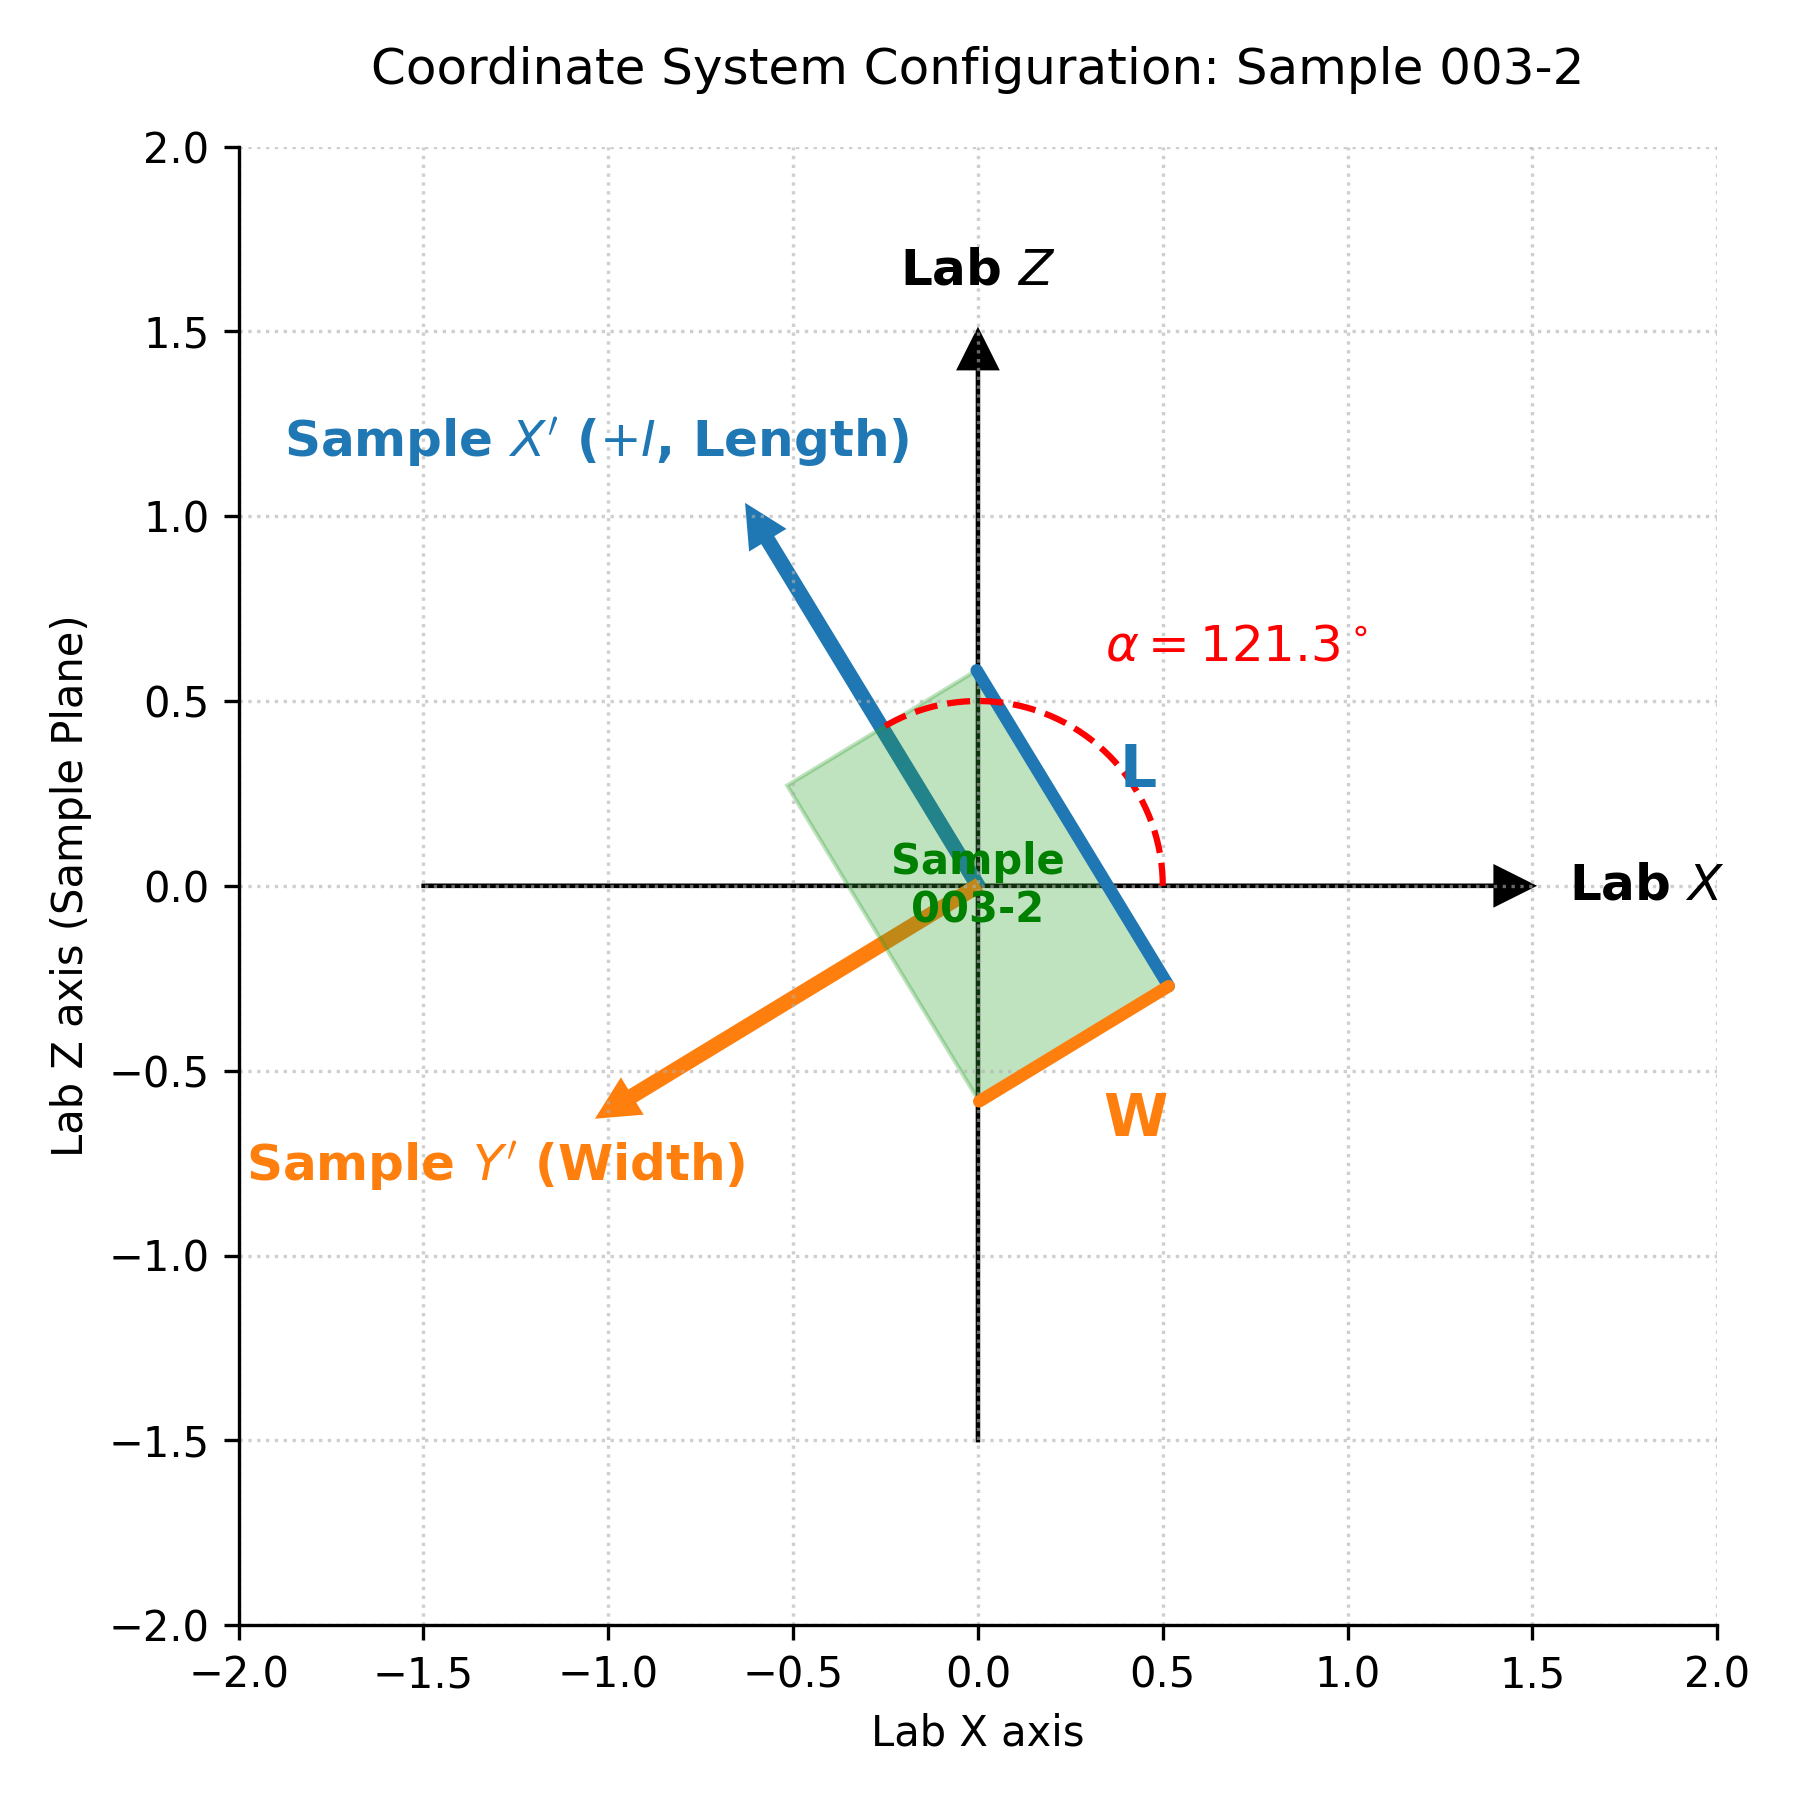 Coordinate System Configuration: Sample 003-2
2.0
1.5
1.0
0.5
0.0
−0.5
−1.0
−1.5
−2.0
Lab Z axis (Sample Plane)
Lab Z
Sample X′ (+l, Length)
α = 121.3°
L
Sample
003-2
Lab X
W
Sample Y′ (Width)
−2.0 −1.5 −1.0 −0.5 0.0 0.5 1.0 1.5 2.0
Lab X axis